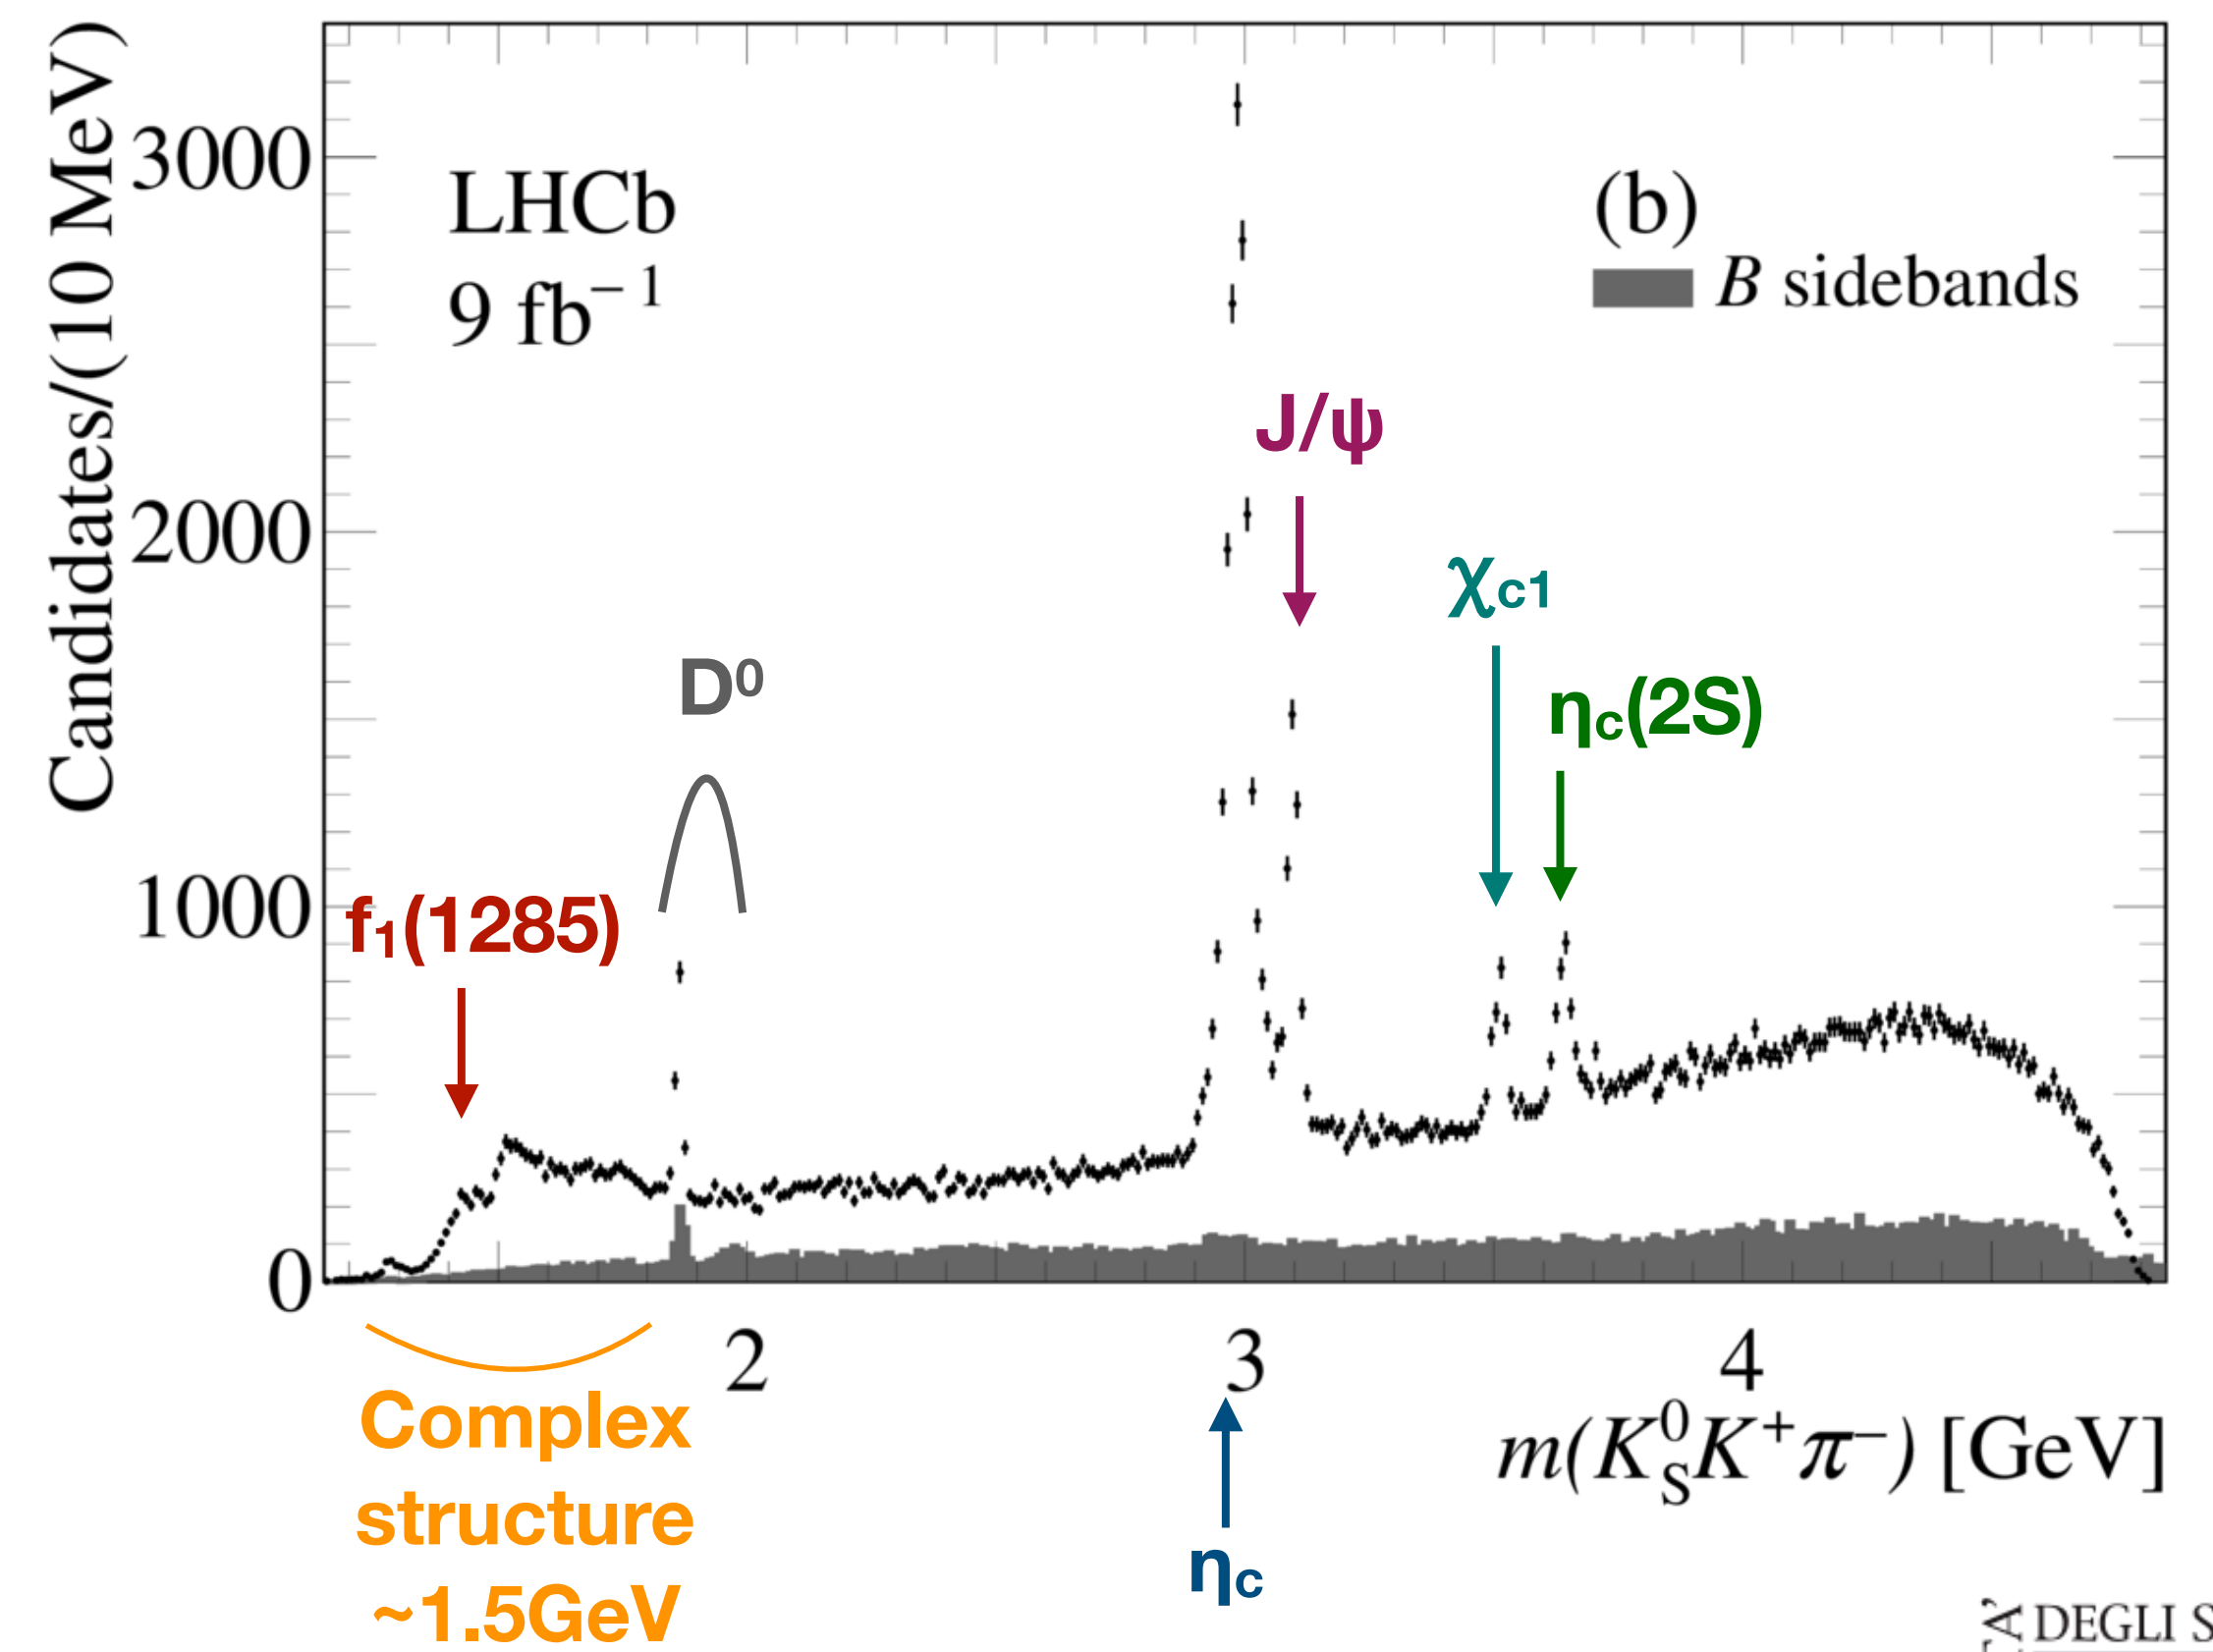 Candidates/(10 MeV)
3000
2000
1000
0
LHCb
9 fb⁻¹
(b)
B sidebands
J/ψ
χc1
ηc(2S)
D⁰
f₁(1285)
2
3
4
m(K⁰SK⁺π⁻) [GeV]
Complex
structure
~1.5GeV
ηc
DEGLI S